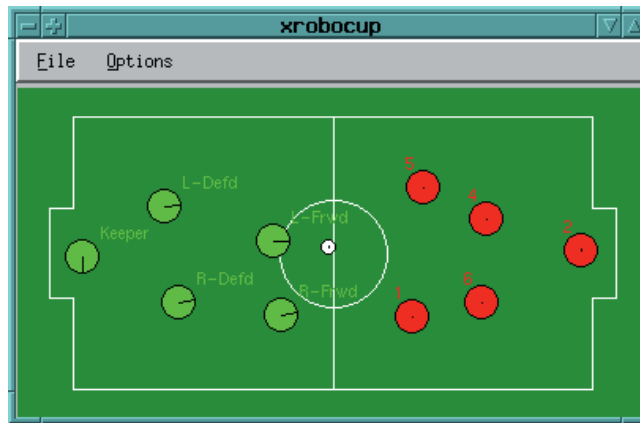 xrobocup
File Options
L-Defd
5
4
L-Frwd
Keeper
2
R-Defd
6
R-Frwd
1